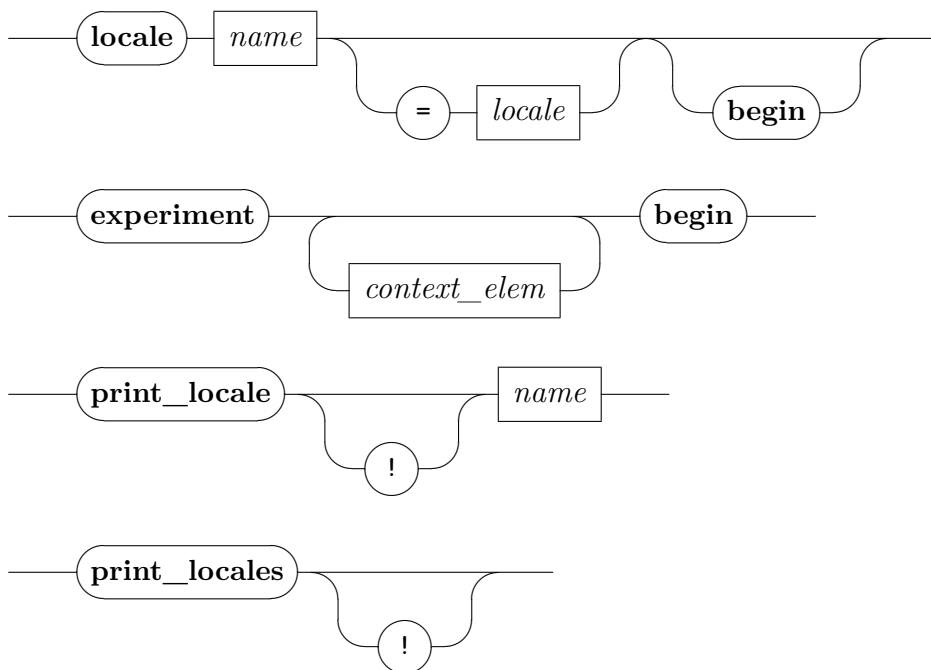 locale name
= locale begin
experiment begin
context_elem
print_locale name
!
print_locales
!